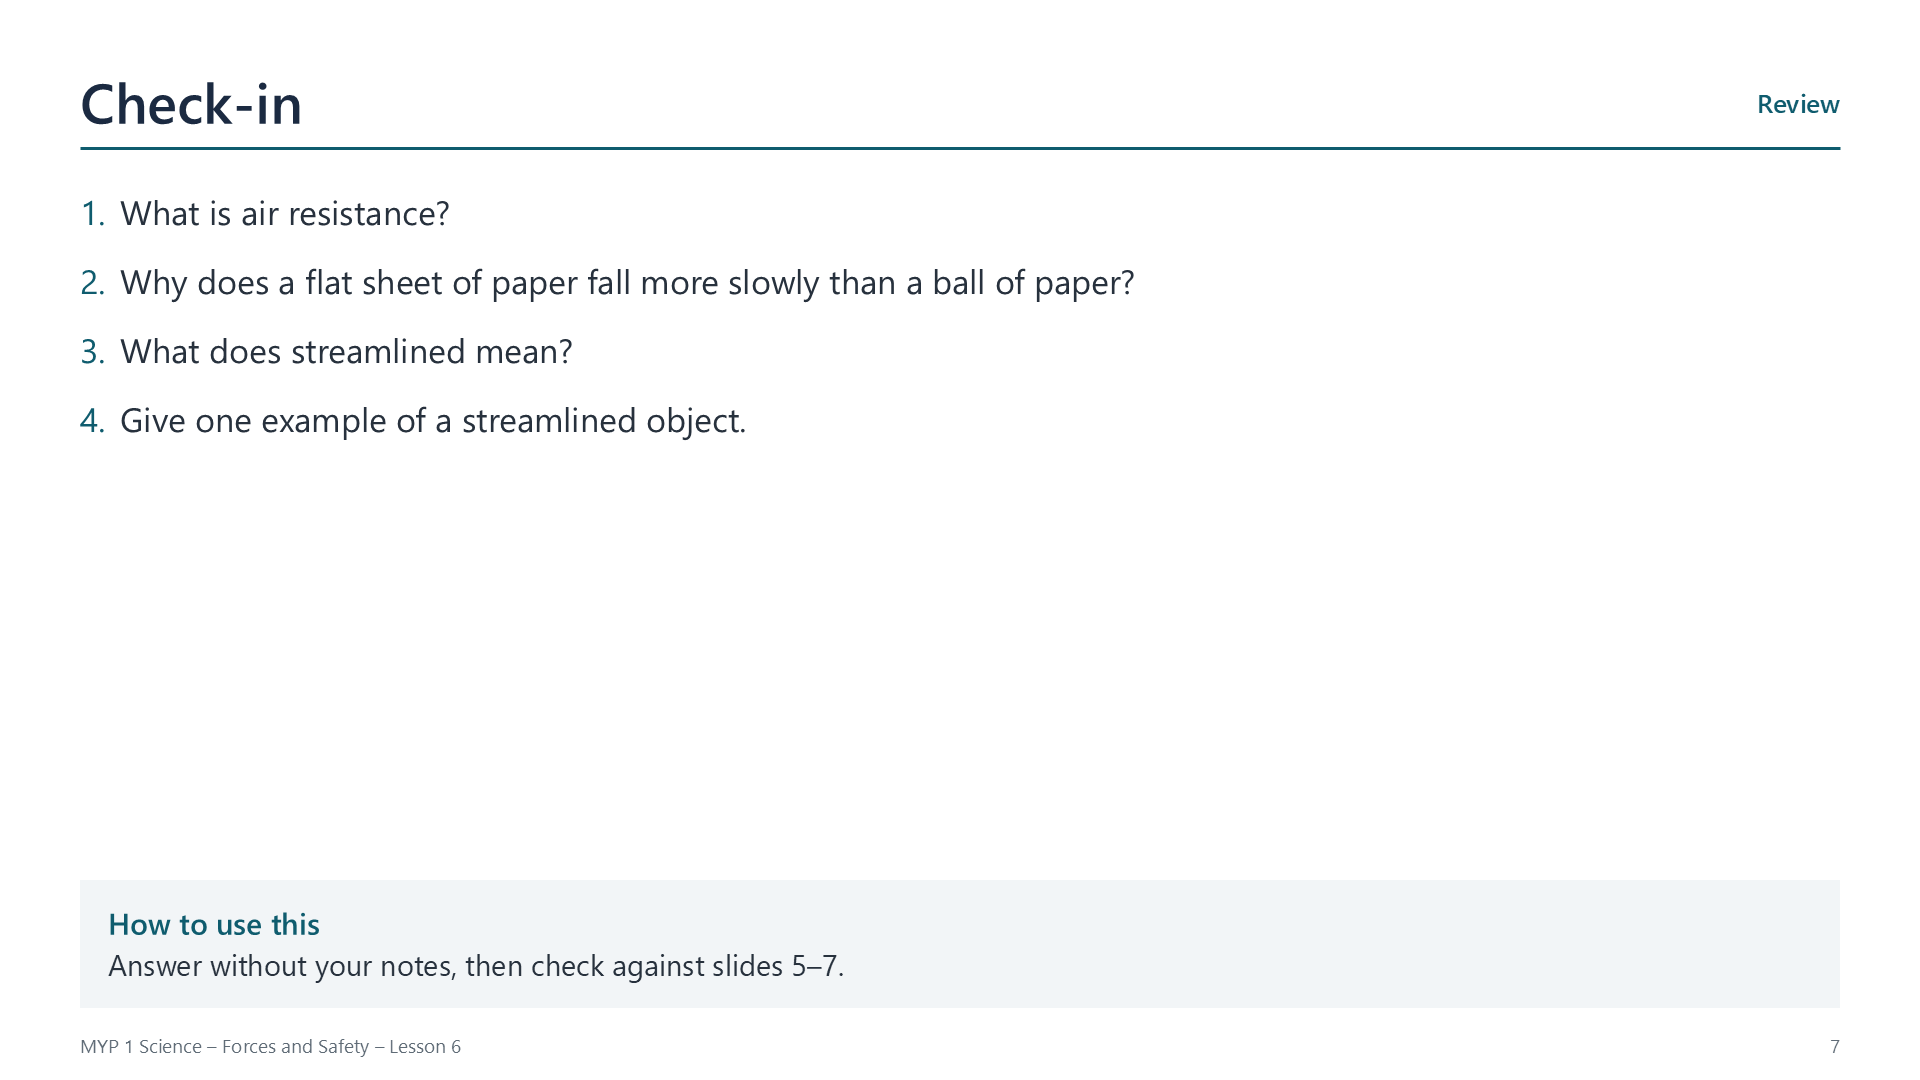 Check-in
Review
1. What is air resistance?
2. Why does a flat sheet of paper fall more slowly than a ball of paper?
3. What does streamlined mean?
4. Give one example of a streamlined object.
How to use this
Answer without your notes, then check against slides 5–7.
MYP 1 Science – Forces and Safety – Lesson 6
7